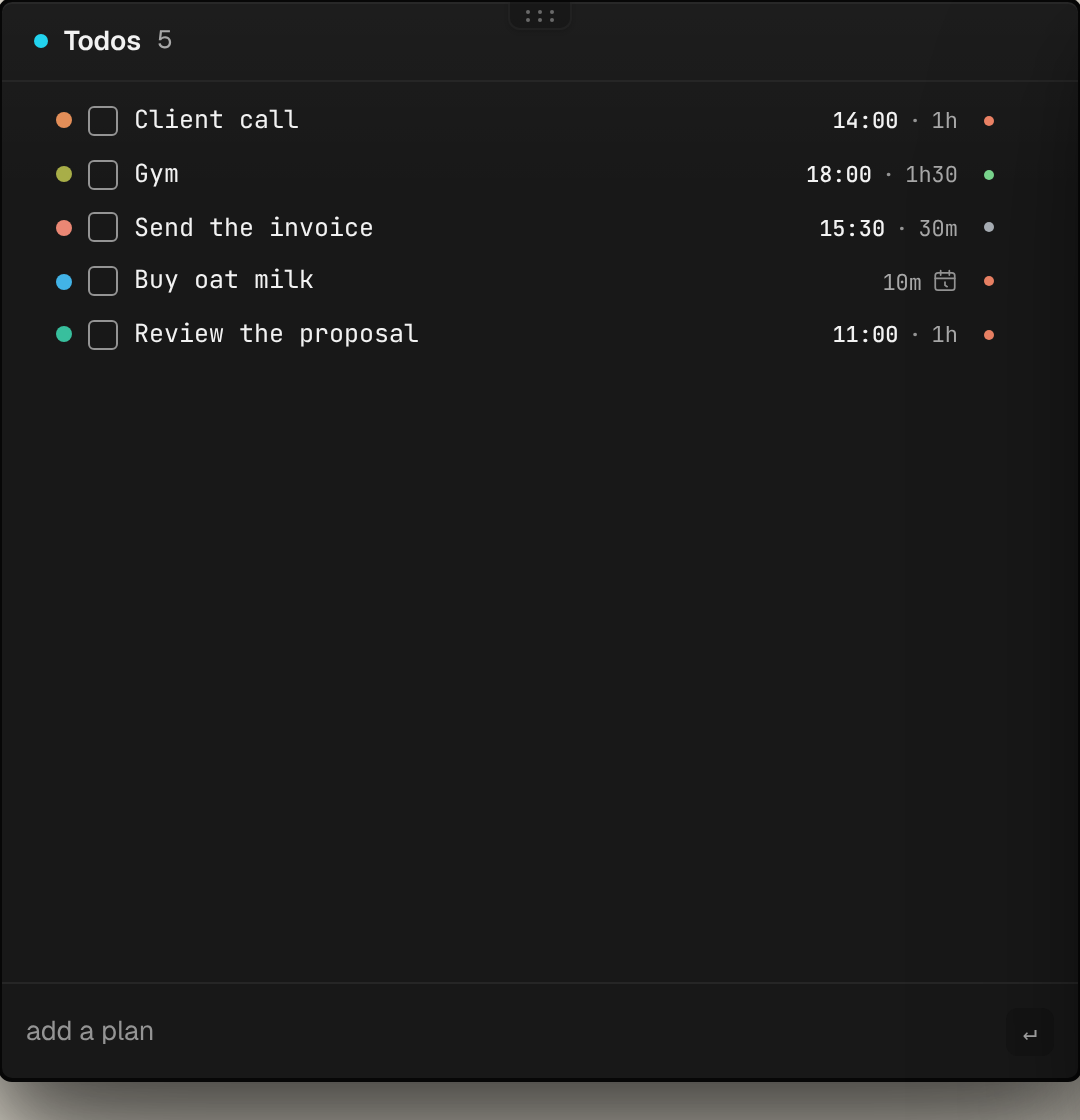 Todos 5
Client call 14:00 · 1h
Gym 18:00 · 1h30
Send the invoice 15:30 · 30m
Buy oat milk 10m
Review the proposal 11:00 · 1h
add a plan ↵